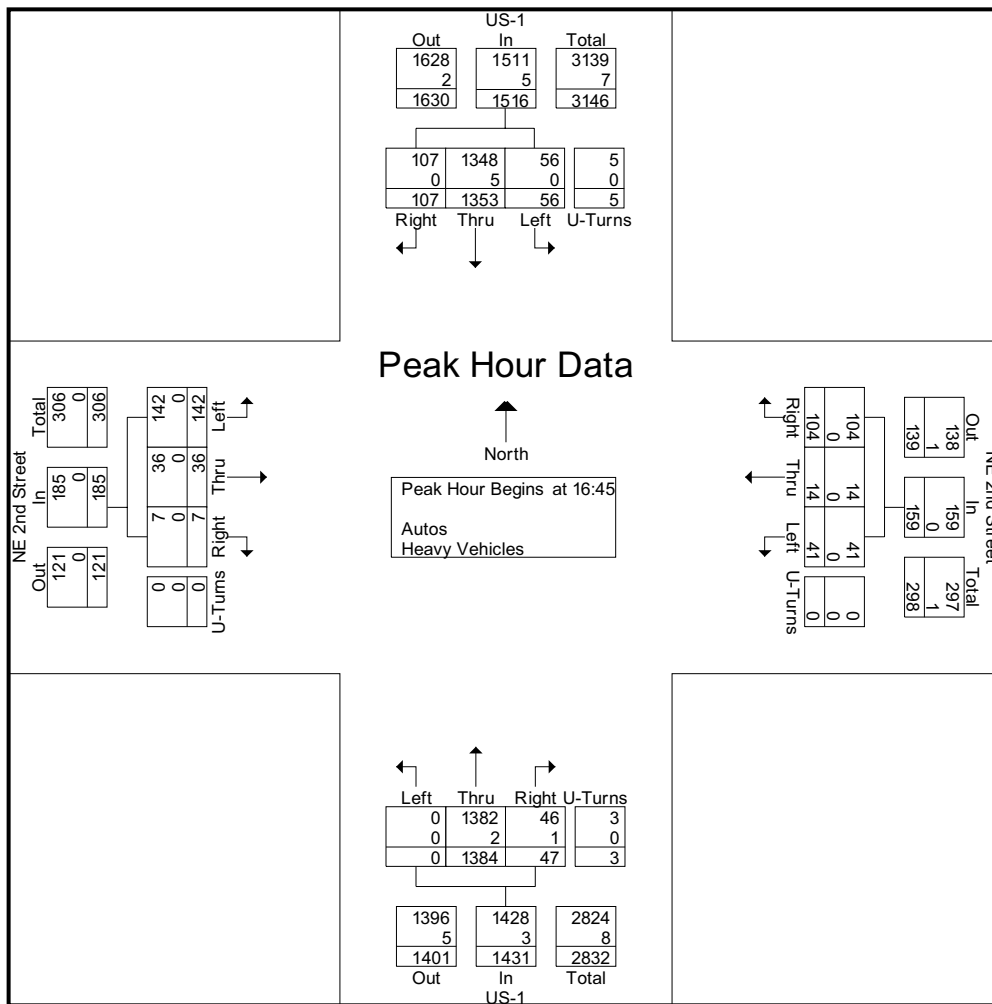 US-1
Out In Total
1628 1511 3139
2 5 7
1630 1516 3146
107 1348 56 5
0 5 0 0
107 1353 56 5
Right Thru Left U-Turns
Peak Hour Data
North
Peak Hour Begins at 16:45
Autos
Heavy Vehicles
NE 2nd Street
Out In Total
121 185 306
0 0 0
121 185 306
U-Turns Right Thru Left
0 7 36 142
0 0 0 0
0 7 36 142
NE 2nd Street
Out In Total
138 159 297
1 0 1
139 159 298
104 14 41 0
0 0 0 0
104 14 41 0
Right Thru Left U-Turns
Left Thru Right U-Turns
0 1382 46 3
0 2 1 0
0 1384 47 3
1396 1428 2824
5 3 8
1401 1431 2832
Out In Total
US-1